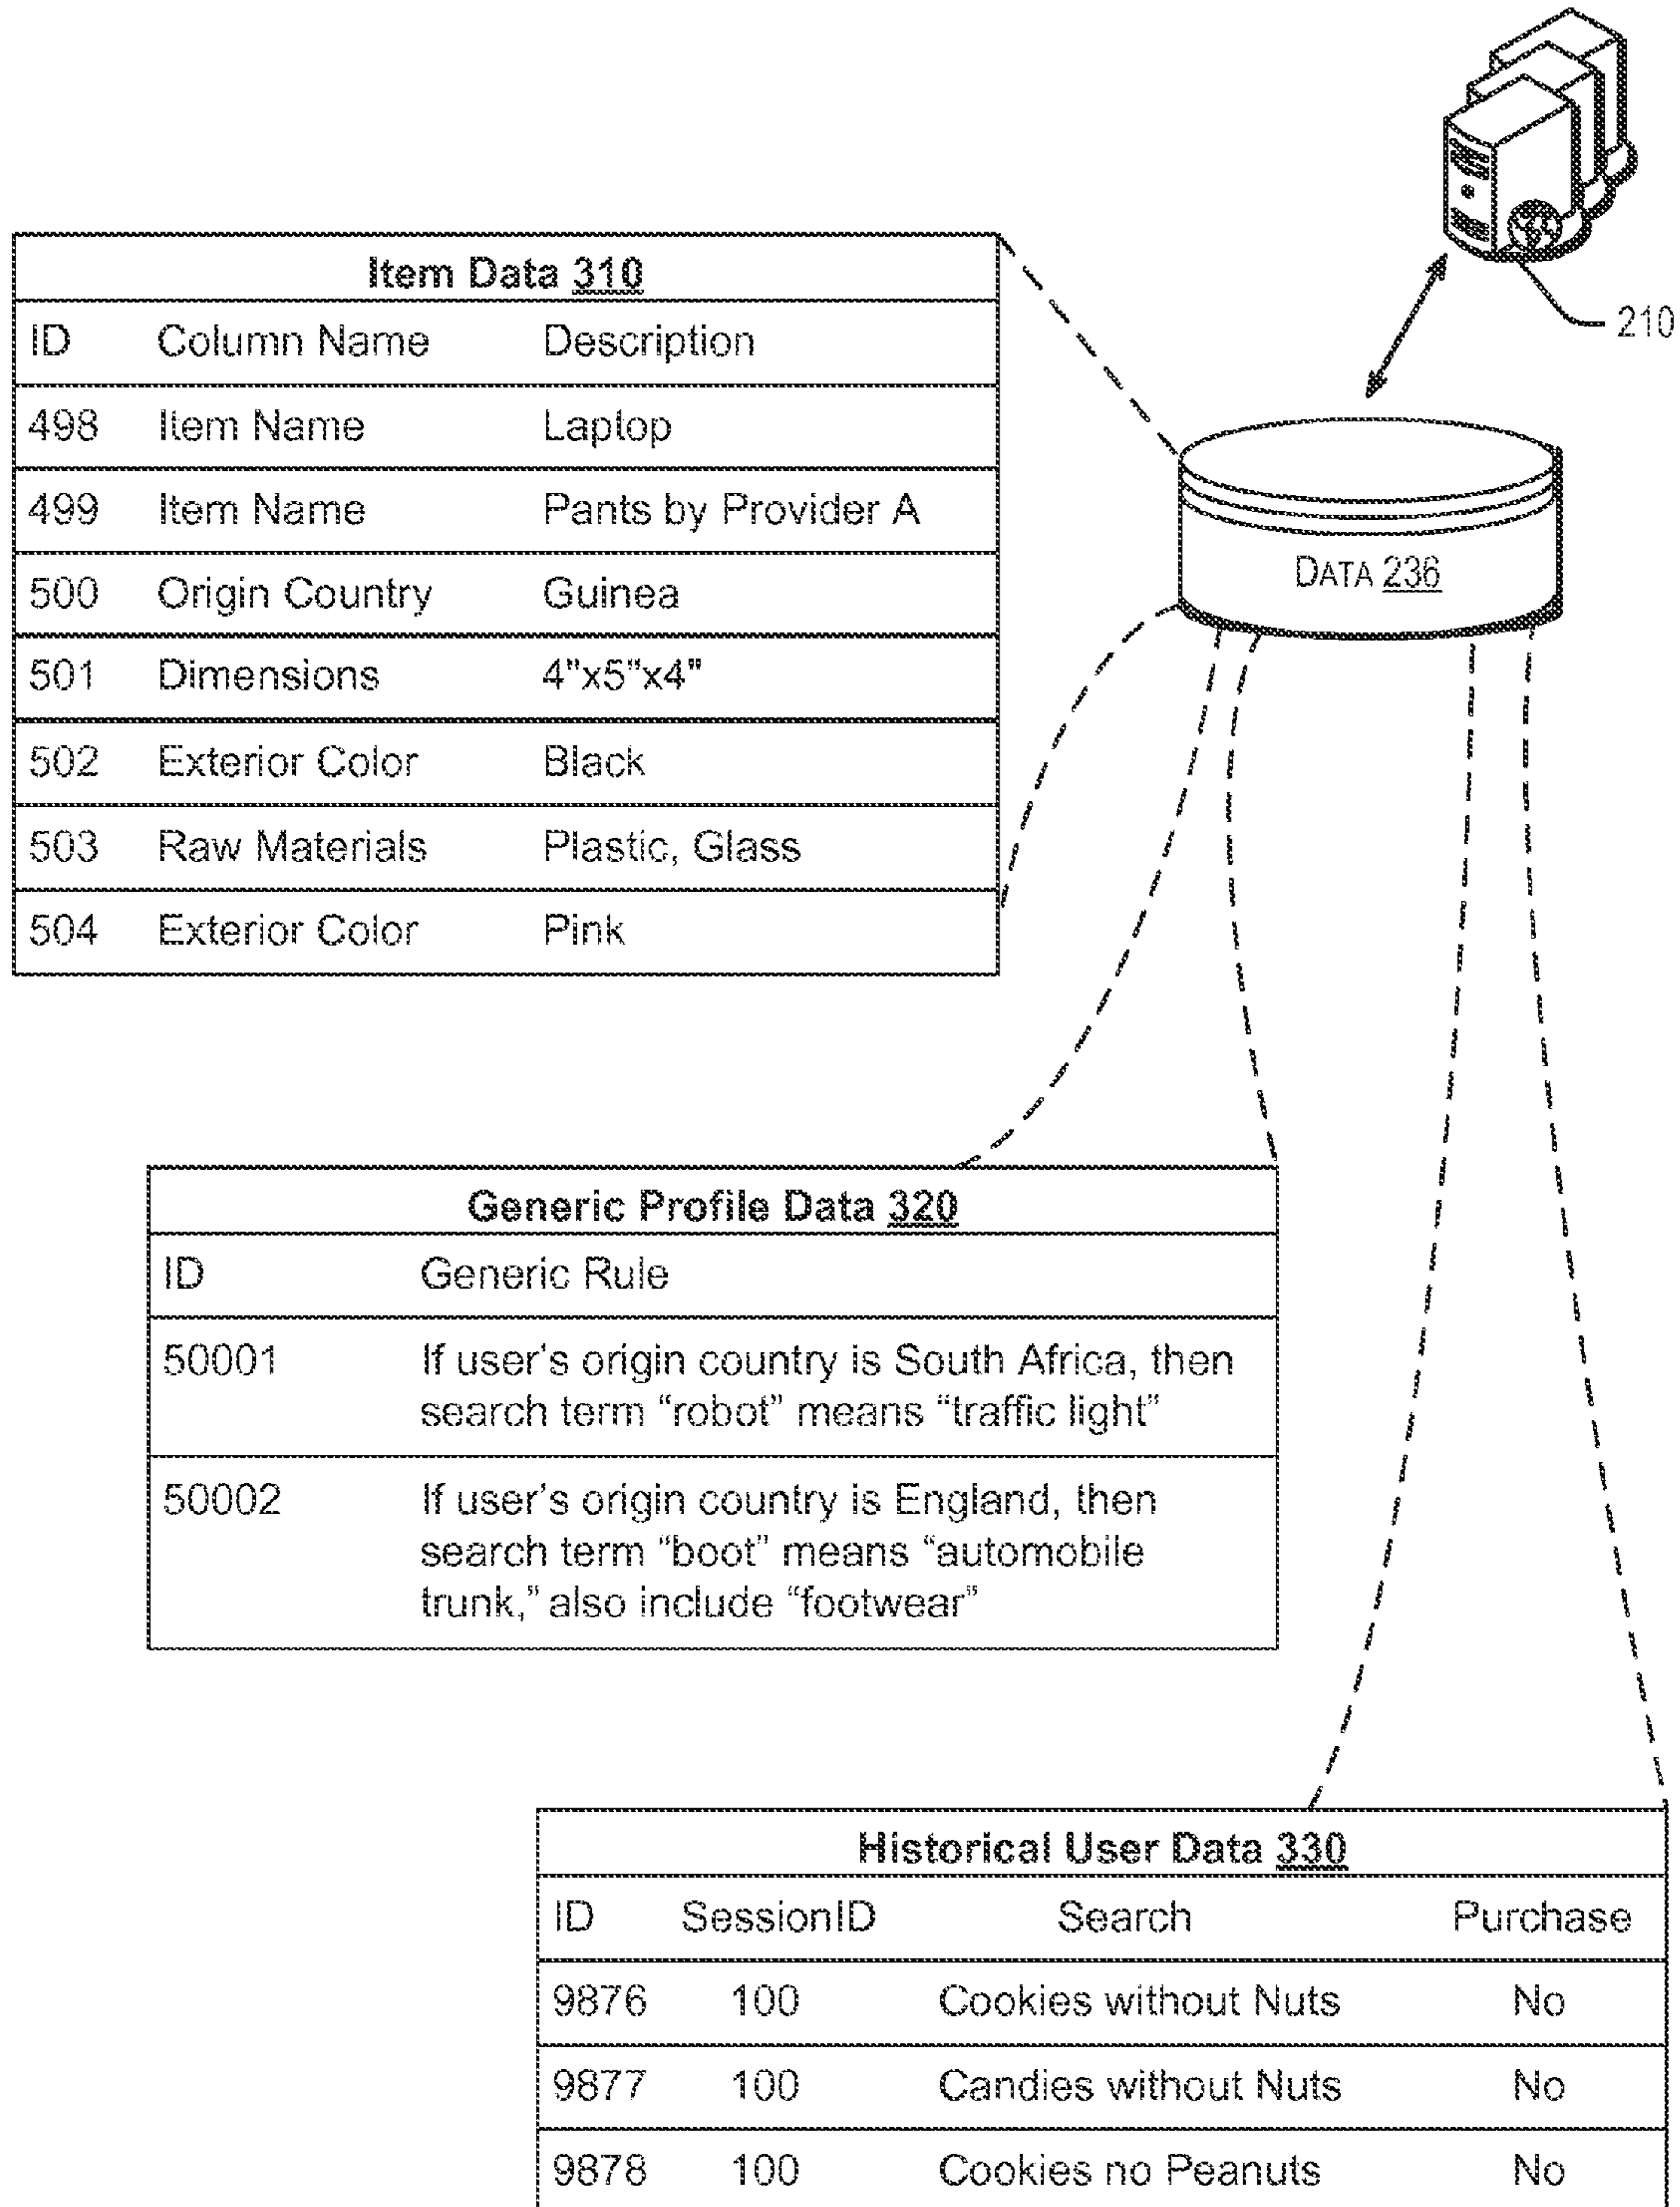 210
Item Data 310
ID Column Name Description
498 Item Name Laptop
499 Item Name Pants by Provider A
500 Origin Country Guinea
501 Dimensions 4"x5"x4"
502 Exterior Color Black
503 Raw Materials Plastic, Glass
504 Exterior Color Pink
DATA 236
Generic Profile Data 320
ID Generic Rule
50001 If user's origin country is South Africa, then
search term “robot” means “traffic light”
50002 If user's origin country is England, then
search term “boot” means “automobile
trunk,” also include “footwear”
Historical User Data 330
ID SessionID Search Purchase
9876 100 Cookies without Nuts No
9877 100 Candies without Nuts No
9878 100 Cookies no Peanuts No